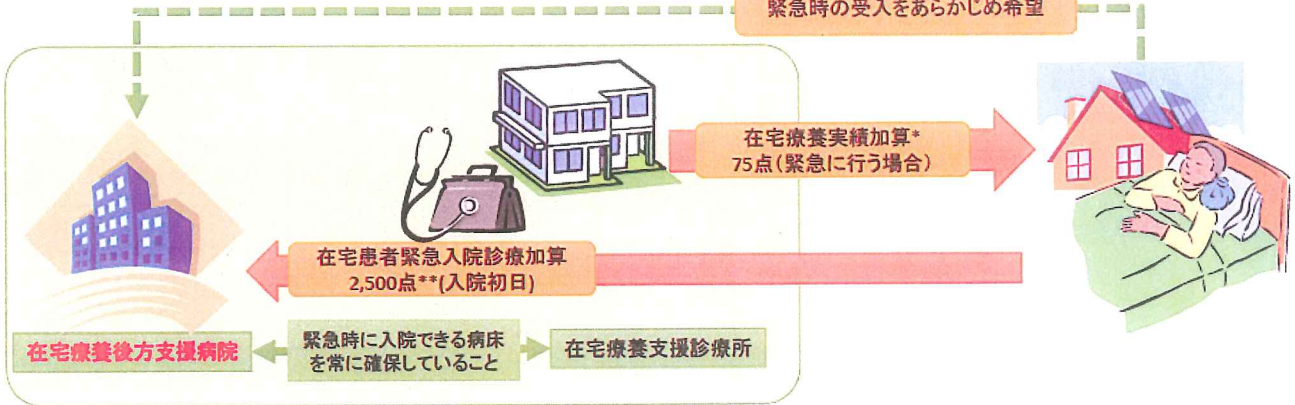 緊急時の受入をあらかじめ希望
在宅療養実績加算*
75点(緊急に行う場合)
在宅患者緊急入院診療加算
2,500点**(入院初日)
在宅療養後方支援病院
緊急時に入院できる病床
を常に確保していること
在宅療養支援診療所